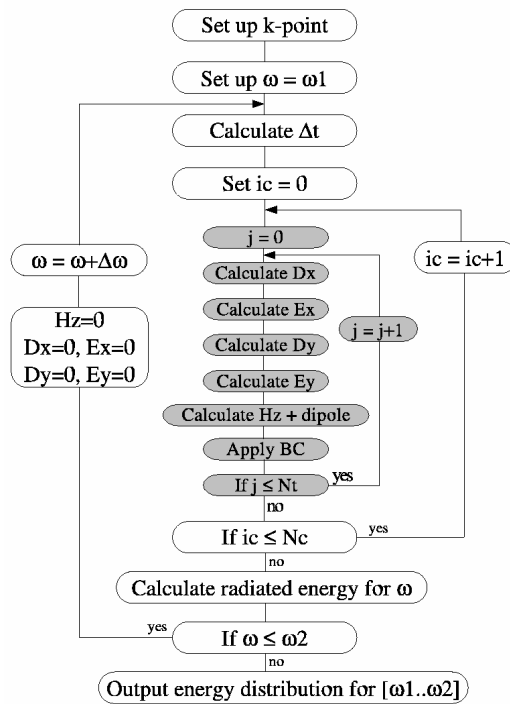 Set up k-point
Set up ω = ω1
Calculate Δt
Set ic = 0
j = 0
ic = ic+1
ω = ω+Δω
Calculate Dx
Hz=0
Dx=0, Ex=0
Dy=0, Ey=0
Calculate Ex
j = j+1
Calculate Dy
Calculate Ey
Calculate Hz + dipole
Apply BC
If j ≤ Nt
yes
no
If ic ≤ Nc
yes
no
Calculate radiated energy for ω
yes
If ω ≤ ω2
no
Output energy distribution for [ω1..ω2]